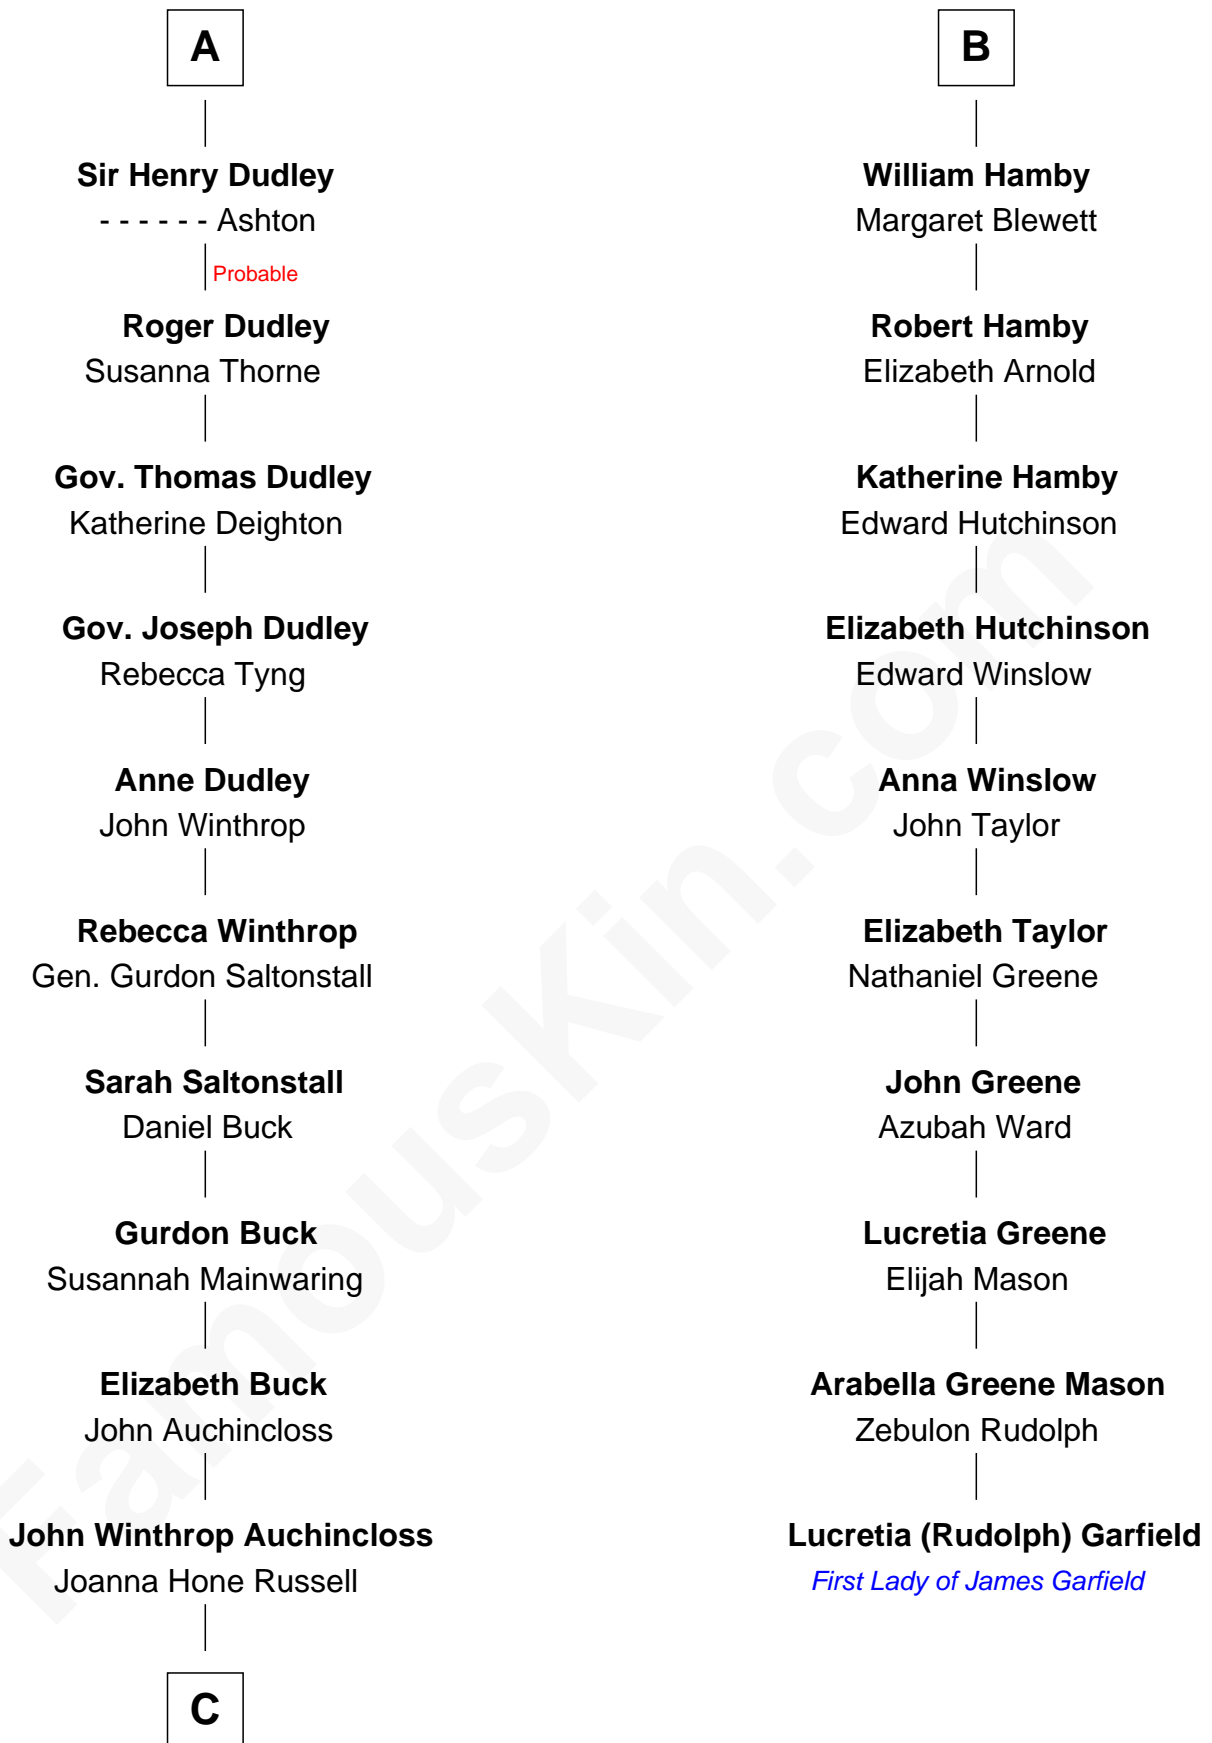 A
Sir Henry Dudley
- - - - - - Ashton
Probable
Roger Dudley
Susanna Thorne
Gov. Thomas Dudley
Katherine Deighton
Gov. Joseph Dudley
Rebecca Tyng
Anne Dudley
John Winthrop
Rebecca Winthrop
Gen. Gurdon Saltonstall
Sarah Saltonstall
Daniel Buck
Gurdon Buck
Susannah Mainwaring
Elizabeth Buck
John Auchincloss
John Winthrop Auchincloss
Joanna Hone Russell
C
B
William Hamby
Margaret Blewett
Robert Hamby
Elizabeth Arnold
Katherine Hamby
Edward Hutchinson
Elizabeth Hutchinson
Edward Winslow
Anna Winslow
John Taylor
Elizabeth Taylor
Nathaniel Greene
John Greene
Azubah Ward
Lucretia Greene
Elijah Mason
Arabella Greene Mason
Zebulon Rudolph
Lucretia (Rudolph) Garfield
First Lady of James Garfield
FamousKin.com